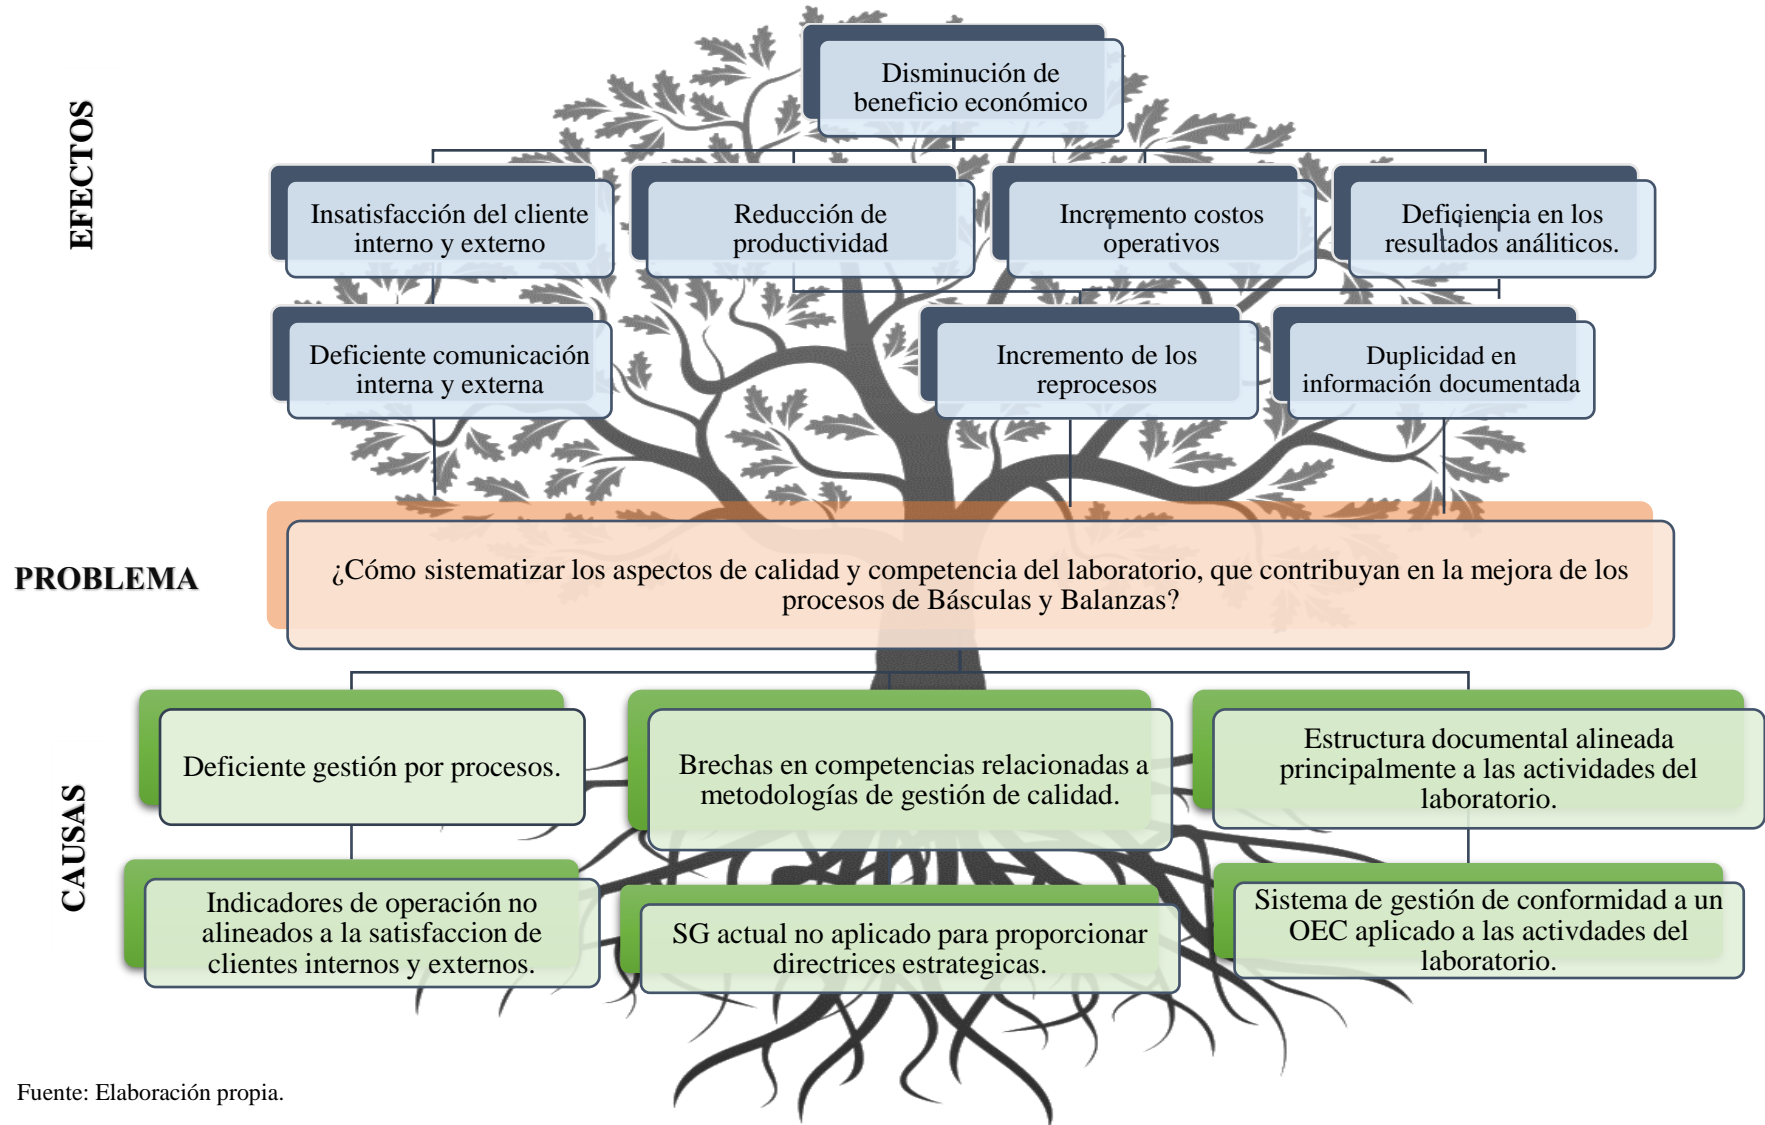 EFECTOS
Disminución de
beneficio económico
Insatisfacción del cliente
interno y externo
Reducción de
productividad
Incremento costos
operativos
Deficiencia en los
resultados análiticos.
Deficiente comunicación
interna y externa
Incremento de los
reprocesos
Duplicidad en
información documentada
PROBLEMA
¿Cómo sistematizar los aspectos de calidad y competencia del laboratorio, que contribuyan en la mejora de los
procesos de Básculas y Balanzas?
CAUSAS
Deficiente gestión por procesos.
Brechas en competencias relacionadas a
metodologías de gestión de calidad.
Estructura documental alineada
principalmente a las actividades del
laboratorio.
Indicadores de operación no
alineados a la satisfaccion de
clientes internos y externos.
SG actual no aplicado para proporcionar
directrices estrategicas.
Sistema de gestión de conformidad a un
OEC aplicado a las activdades del
laboratorio.
Fuente: Elaboración propia.